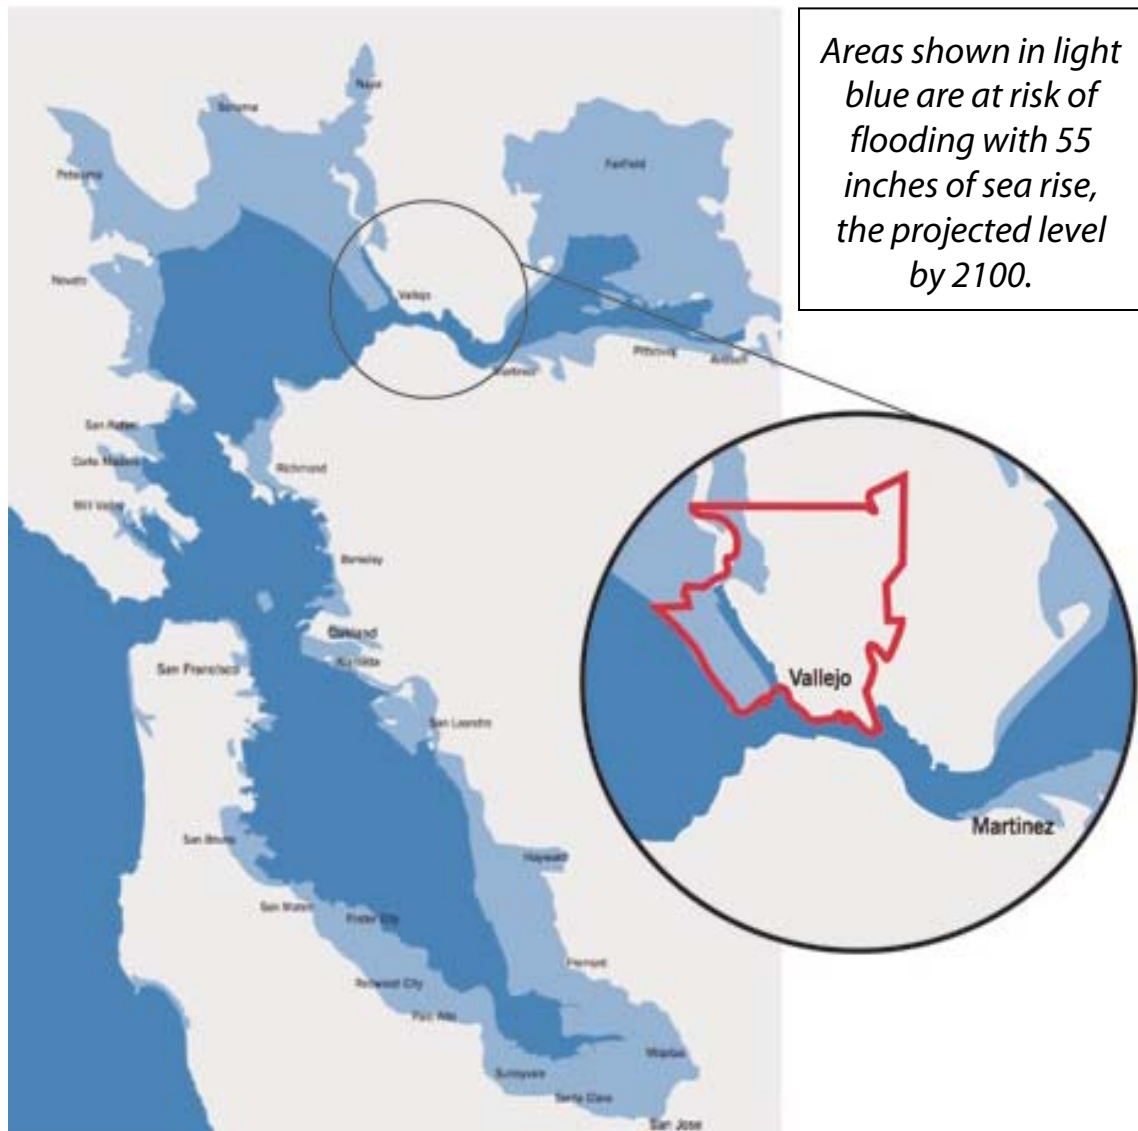 Areas shown in light
blue are at risk of
flooding with 55
inches of sea rise,
the projected level
by 2100.
Napa
Sonoma
Fairfield
Petaluma
Novato
Vallejo
Pittsburg
Antioch
Martinez
San Rafael
Corte Madera
Richmond
Mill Valley
Berkeley
Oakland
Alameda
San Francisco
Vallejo
San Leandro
Martinez
San Bruno
Hayward
San Mateo
Foster City
Fremont
Redwood City
Palo Alto
Milpitas
Sunnyvale
Santa Clara
San Jose